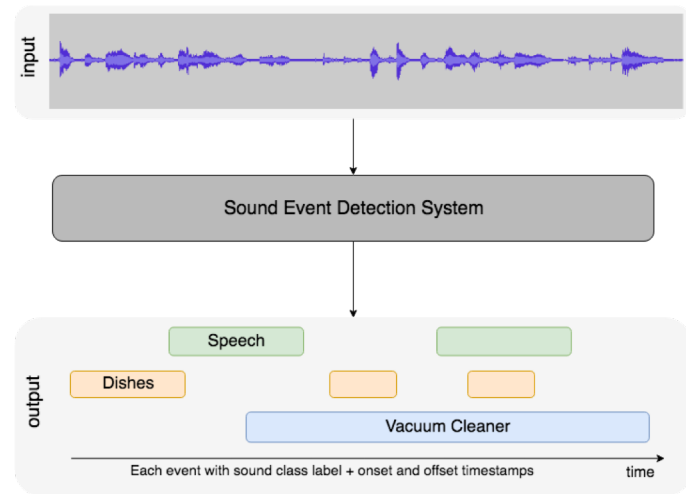 input
Sound Event Detection System
output
Speech
Dishes
Vacuum Cleaner
Each event with sound class label + onset and offset timestamps
time